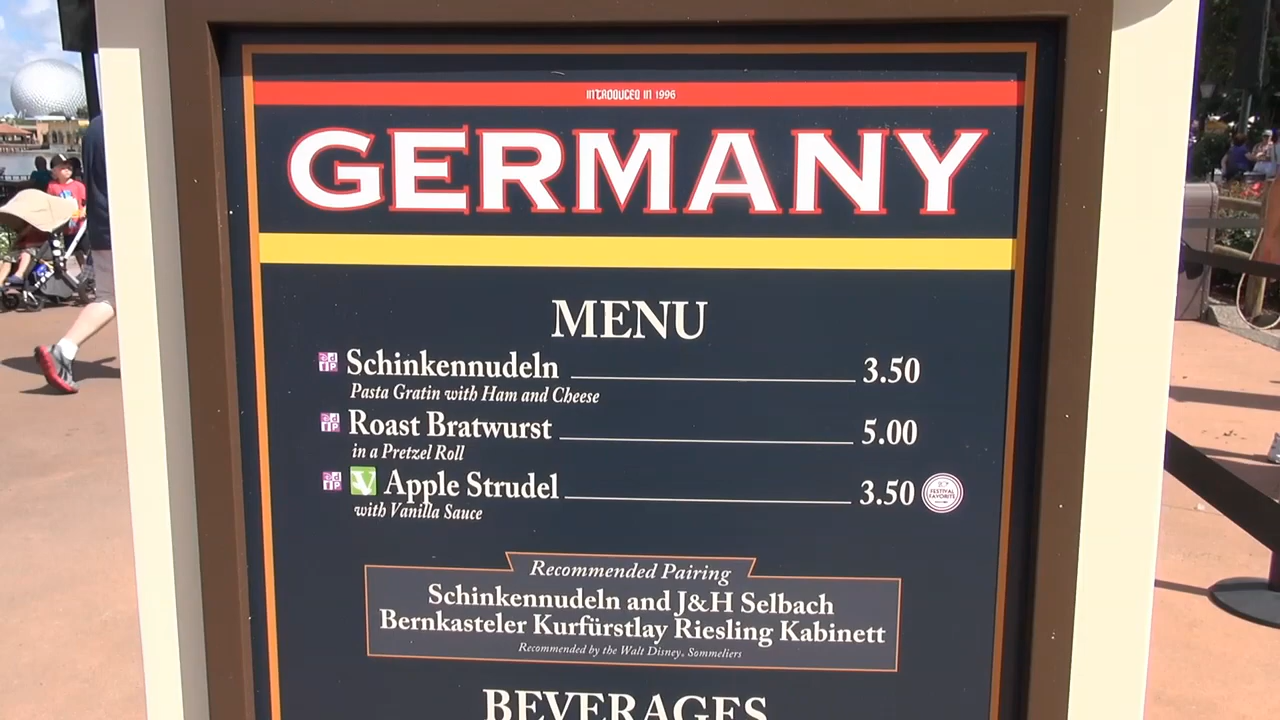 INTRODUCED IN 1996
GERMANY
MENU
Schinkennudeln 3.50
Pasta Gratin with Ham and Cheese
Roast Bratwurst 5.00
in a Pretzel Roll
V Apple Strudel 3.50
FESTIVAL FAVORITE
with Vanilla Sauce
Recommended Pairing
Schinkennudeln and J&H Selbach
Bernkasteler Kurfürstlay Riesling Kabinett
Recommended by the Walt Disney® Sommeliers
BEVERAGES